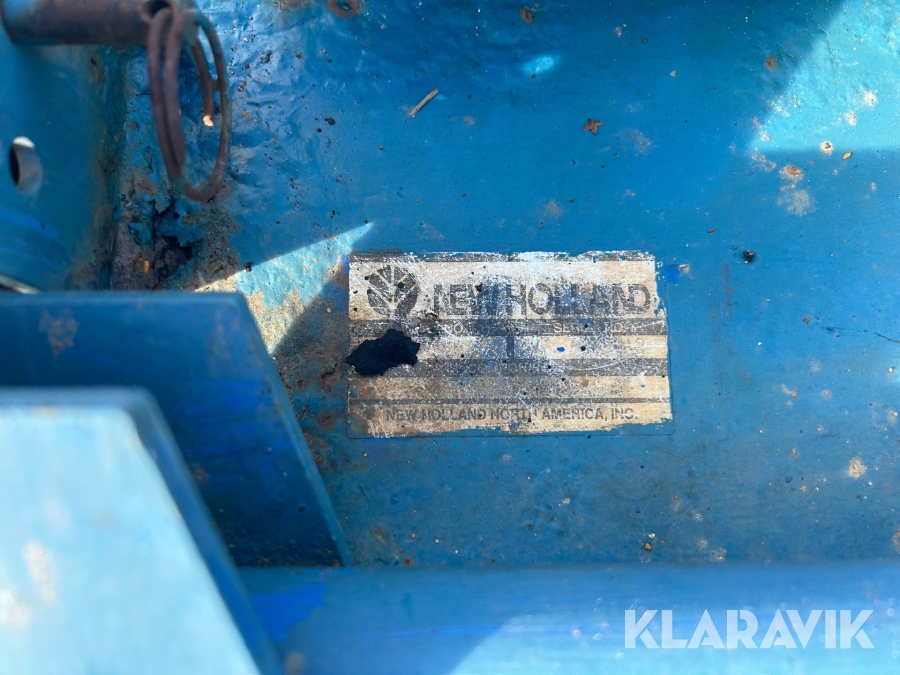 NEW HOLLAND
NEW HOLLAND NORTH AMERICA, INC.
KLARAVIK